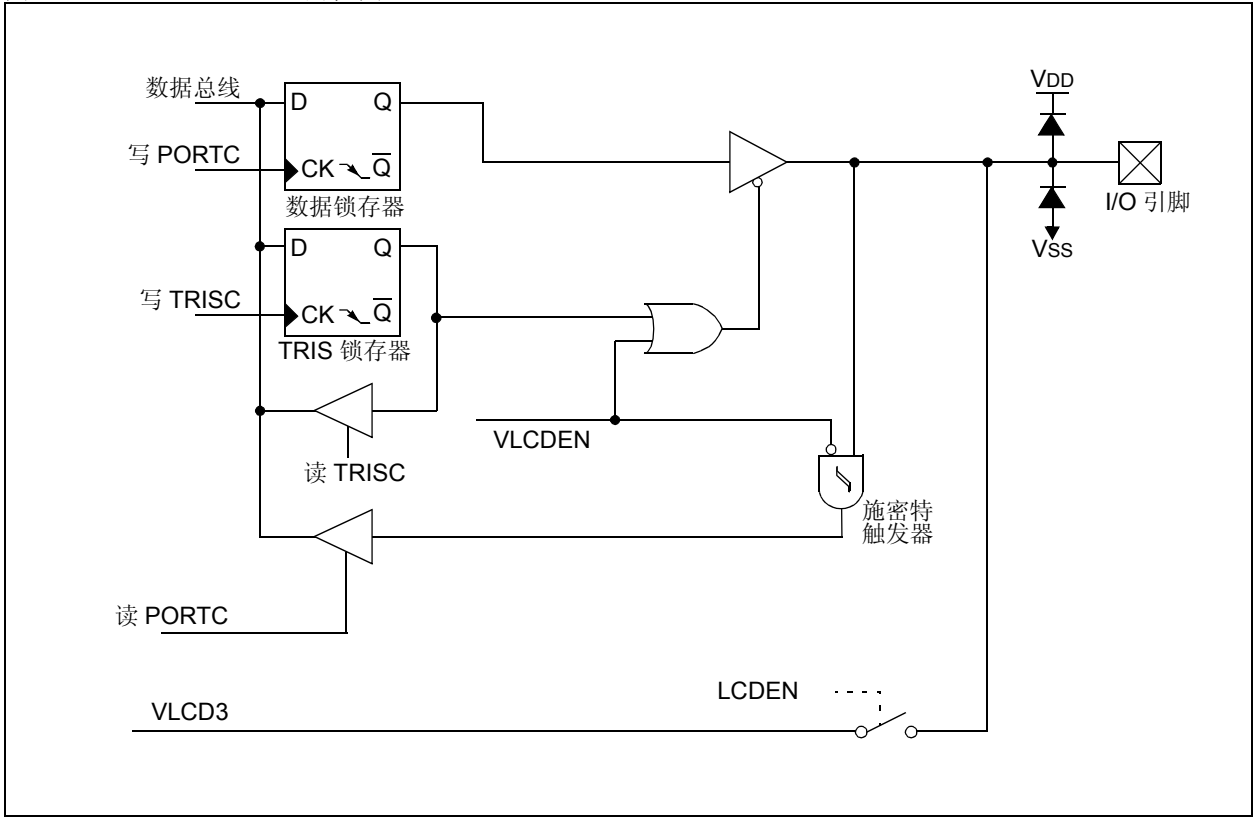 数据总线
D Q
写 PORTC
CK Q̅
数据锁存器
D Q
写 TRISC
CK Q̅
TRIS 锁存器
读 TRISC
VLCDEN
施密特
触发器
读 PORTC
LCDEN
VLCD3
VDD
I/O 引脚
VSS